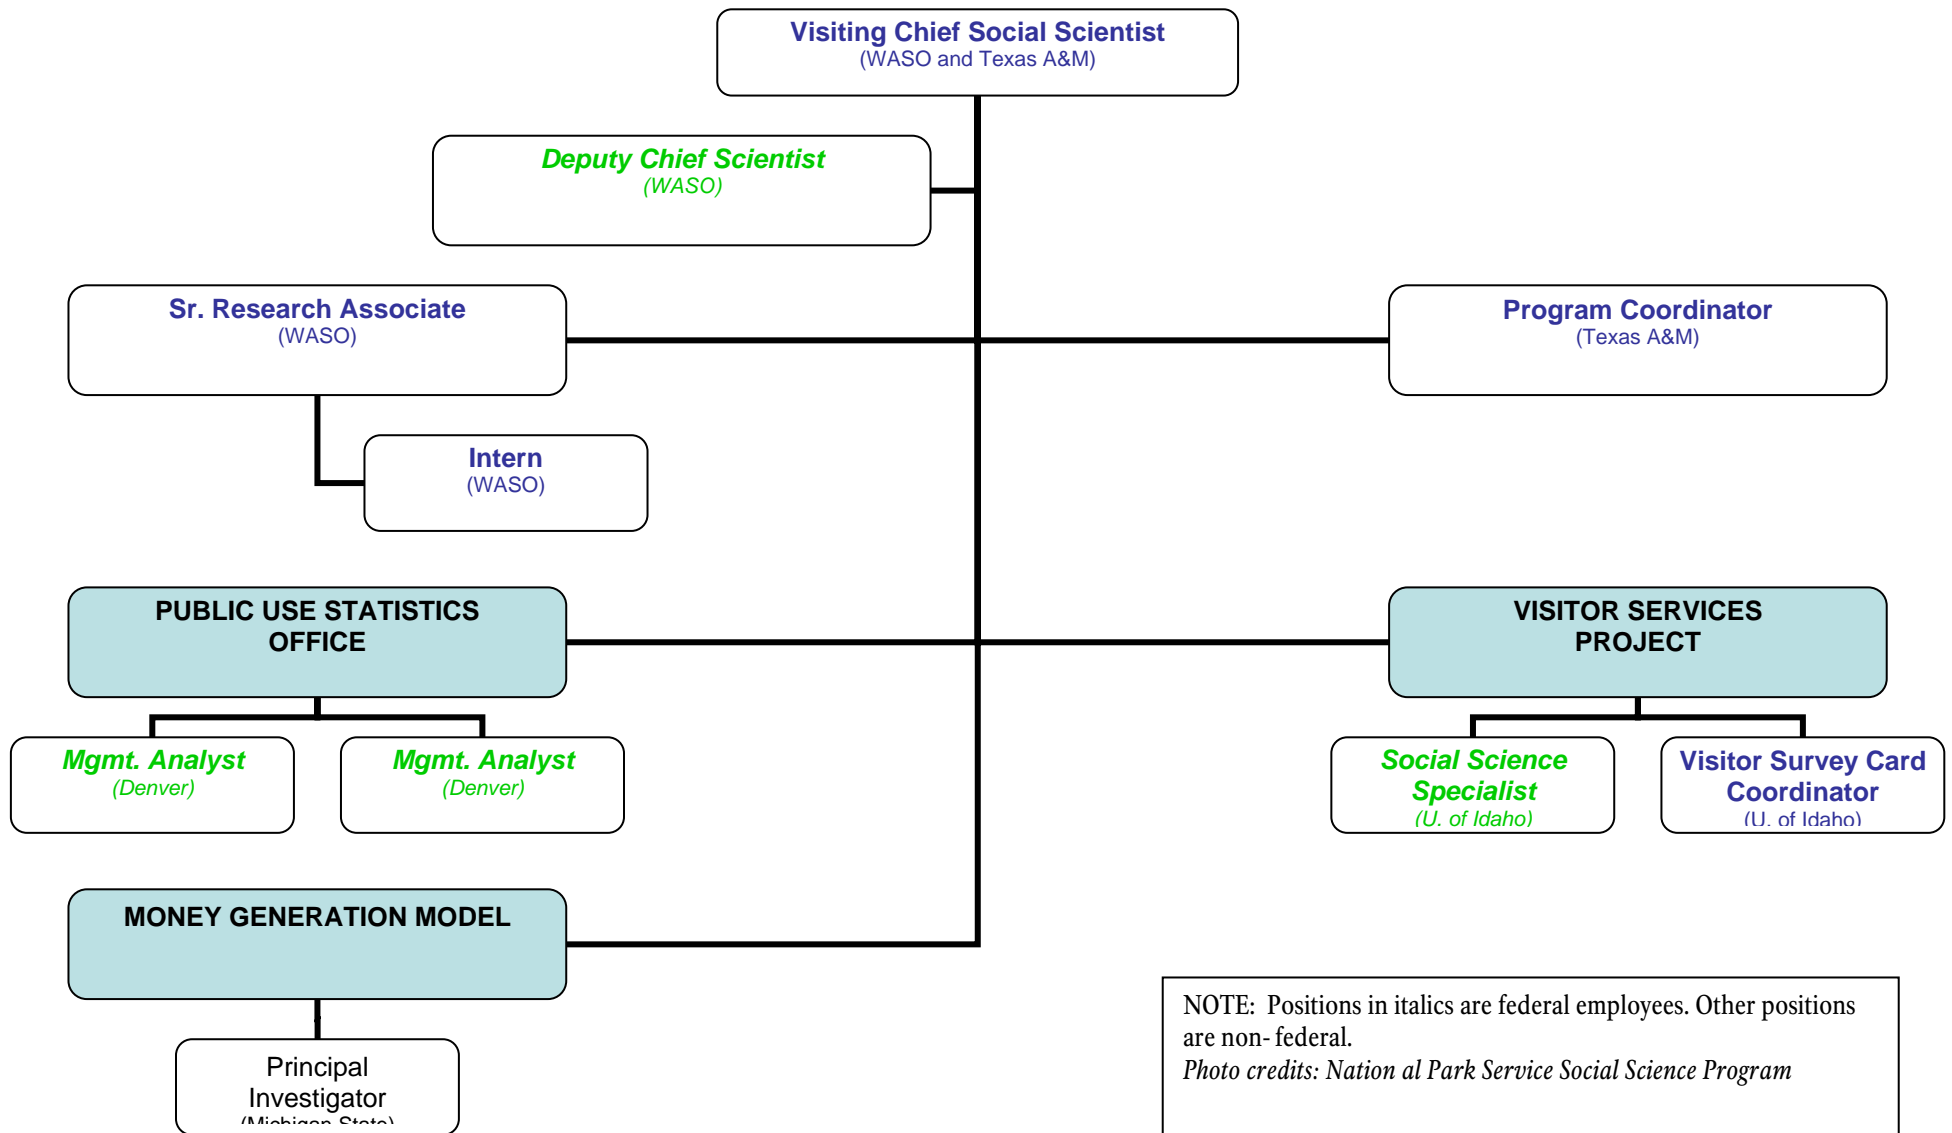 Visiting Chief Social Scientist
(WASO and Texas A&M)
Deputy Chief Scientist
(WASO)
Sr. Research Associate
(WASO)
Program Coordinator
(Texas A&M)
Intern
(WASO)
PUBLIC USE STATISTICS
OFFICE
VISITOR SERVICES
PROJECT
Mgmt. Analyst
(Denver)
Mgmt. Analyst
(Denver)
Social Science
Specialist
(U. of Idaho)
Visitor Survey Card
Coordinator
(U. of Idaho)
MONEY GENERATION MODEL
Principal
Investigator
(Michigan State)
NOTE: Positions in italics are federal employees. Other positions
are non- federal.
Photo credits: Nation al Park Service Social Science Program